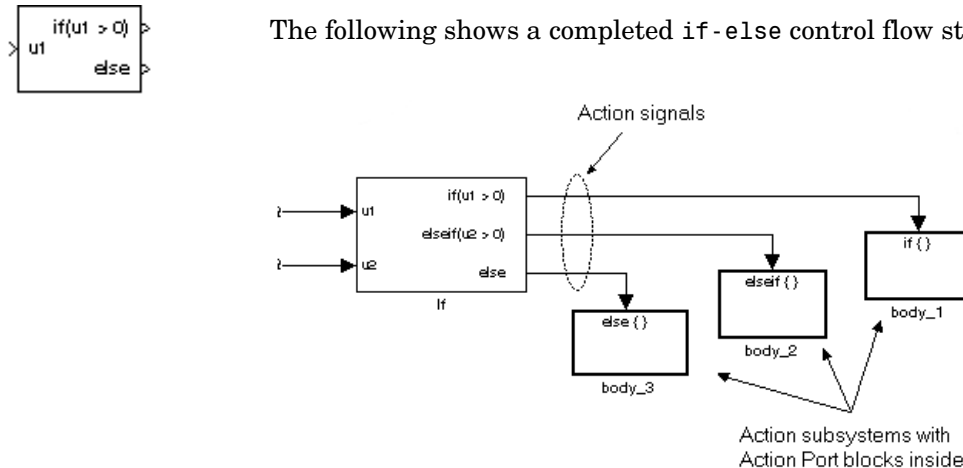 if(u1 > 0)
u1
else
The following shows a completed if-else control flow st
Action signals
if(u1 > 0)
u1
elseif(u2 > 0)
u2
else
If
if { }
body_1
elseif { }
body_2
else { }
body_3
Action subsystems with
Action Port blocks inside